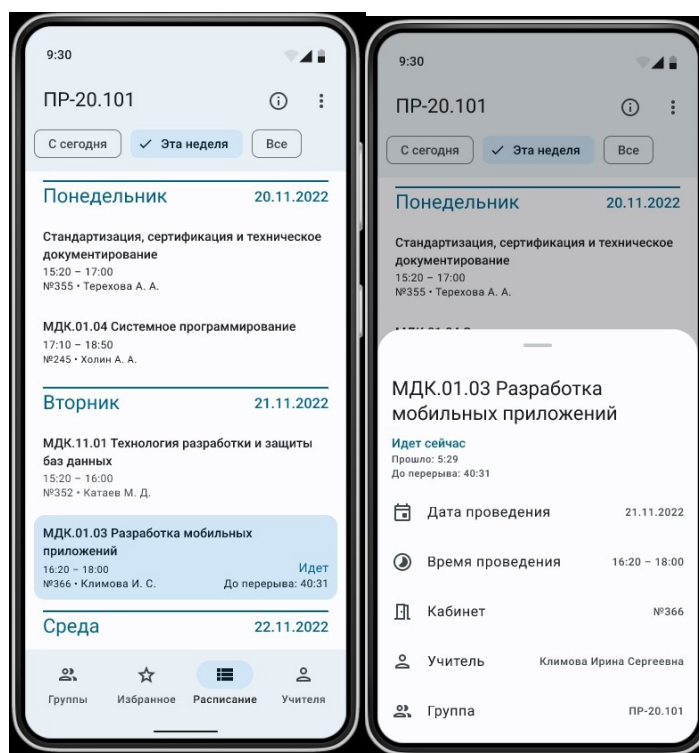 9:30
ПР-20.101
С сегодня
Эта неделя
Все
Понедельник 20.11.2022
Стандартизация, сертификация и техническое
документирование
15:20 – 17:00
№355 • Терехова А. А.
МДК.01.04 Системное программирование
17:10 – 18:50
№245 • Холин А. А.
Вторник 21.11.2022
МДК.11.01 Технология разработки и защиты
баз данных
15:20 – 16:00
№352 • Катаев М. Д.
МДК.01.03 Разработка мобильных
приложений
16:20 – 18:00 Идет
№366 • Климова И. С. До перерыва: 40:31
Среда 22.11.2022
Группы Избранное Расписание Учителя
9:30
ПР-20.101
С сегодня
Эта неделя
Все
Понедельник 20.11.2022
Стандартизация, сертификация и техническое
документирование
15:20 – 17:00
№355 • Терехова А. А.
МДК.01.03 Разработка
мобильных приложений
Идет сейчас
Прошло: 5:29
До перерыва: 40:31
Дата проведения 21.11.2022
Время проведения 16:20 – 18:00
Кабинет №366
Учитель Климова Ирина Сергеевна
Группа ПР-20.101